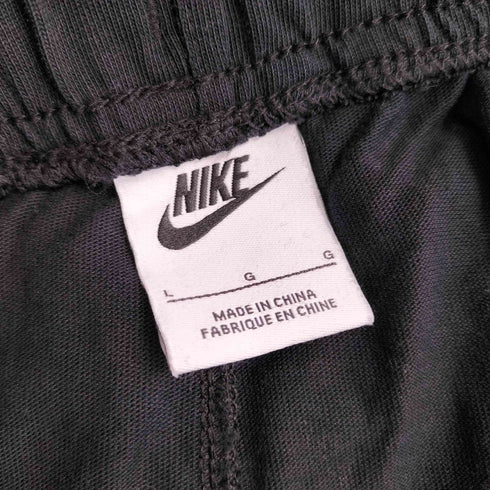 NIKE
L G G
MADE IN CHINA
FABRIQUE EN CHINE